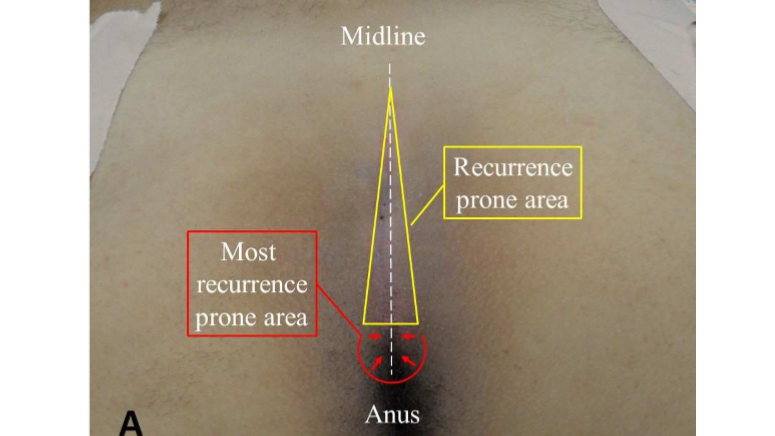 Midline
Recurrence
prone area
Most
recurrence
prone area
Anus
A